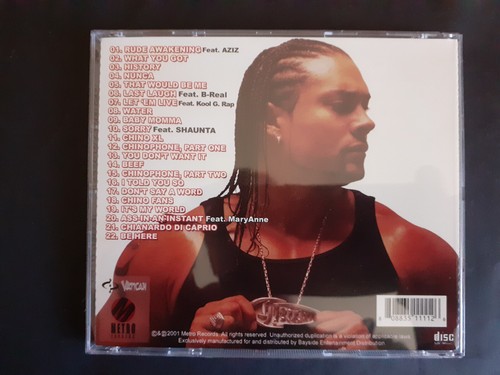 01. RUDE AWAKENING Feat. AZIZ
02. WHAT YOU GOT
03. HISTORY
04. NUNCA
05. THAT WOULD BE ME
06. LAST LAUGH Feat. B-Real
07. LET 'EM LIVE Feat. Kool G. Rap
08. WATER
09. BABY MOMMA
10. SORRY Feat. SHAUNTA
11. CHINO XL
12. CHINOPHONE, PART ONE
13. YOU DON'T WANT IT
14. BEEF
15. CHINOPHONE, PART TWO
16. I TOLD YOU SO
17. DON'T SAY A WORD
18. CHINO FANS
19. IT'S MY WORLD
20. ASS-IN-AN-INSTANT Feat. MaryAnne
21. CHIANARDO DI CAPRIO
22. BE HERE
VATICAN
METRO
RECORDS
©&℗2001 Metro Records. All rights reserved. Unauthorized duplication is a violation of applicable laws
Exclusively manufactured for and distributed by Bayside Entertainment Distribution
disc